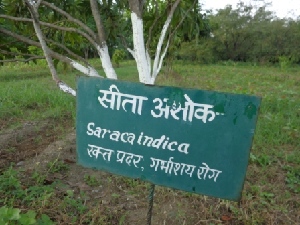 सीता अशोक
Saraca indica
रक्त प्रदर, गर्भाशय रोग